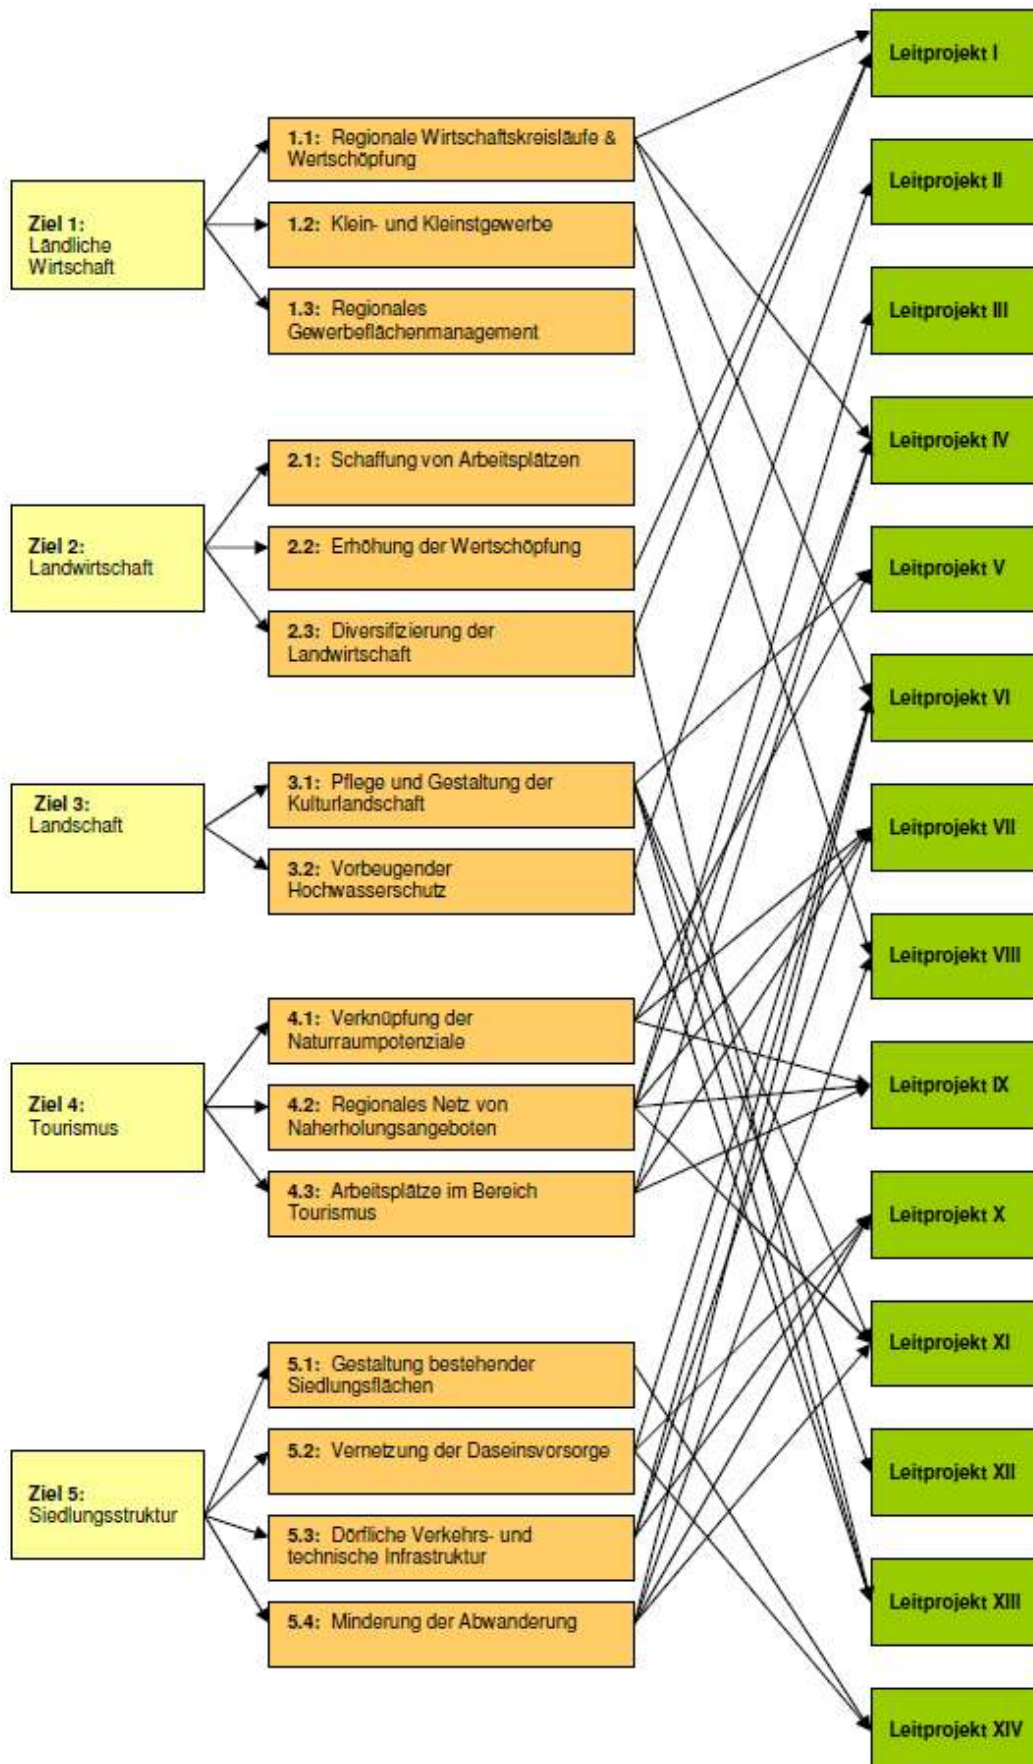 Ziel 1:
Ländliche
Wirtschaft
1.1: Regionale Wirtschaftskreisläufe &
Wertschöpfung
1.2: Klein- und Kleinstgewerbe
1.3: Regionales
Gewerbeflächenmanagement
Ziel 2:
Landwirtschaft
2.1: Schaffung von Arbeitsplätzen
2.2: Erhöhung der Wertschöpfung
2.3: Diversifizierung der
Landwirtschaft
Ziel 3:
Landschaft
3.1: Pflege und Gestaltung der
Kulturlandschaft
3.2: Vorbeugender
Hochwasserschutz
Ziel 4:
Tourismus
4.1: Verknüpfung der
Naturraumpotenziale
4.2: Regionales Netz von
Naherholungsangeboten
4.3: Arbeitsplätze im Bereich
Tourismus
Ziel 5:
Siedlungsstruktur
5.1: Gestaltung bestehender
Siedlungsflächen
5.2: Vernetzung der Daseinsvorsorge
5.3: Dörfliche Verkehrs- und
technische Infrastruktur
5.4: Minderung der Abwanderung
Leitprojekt I
Leitprojekt II
Leitprojekt III
Leitprojekt IV
Leitprojekt V
Leitprojekt VI
Leitprojekt VII
Leitprojekt VIII
Leitprojekt IX
Leitprojekt X
Leitprojekt XI
Leitprojekt XII
Leitprojekt XIII
Leitprojekt XIV